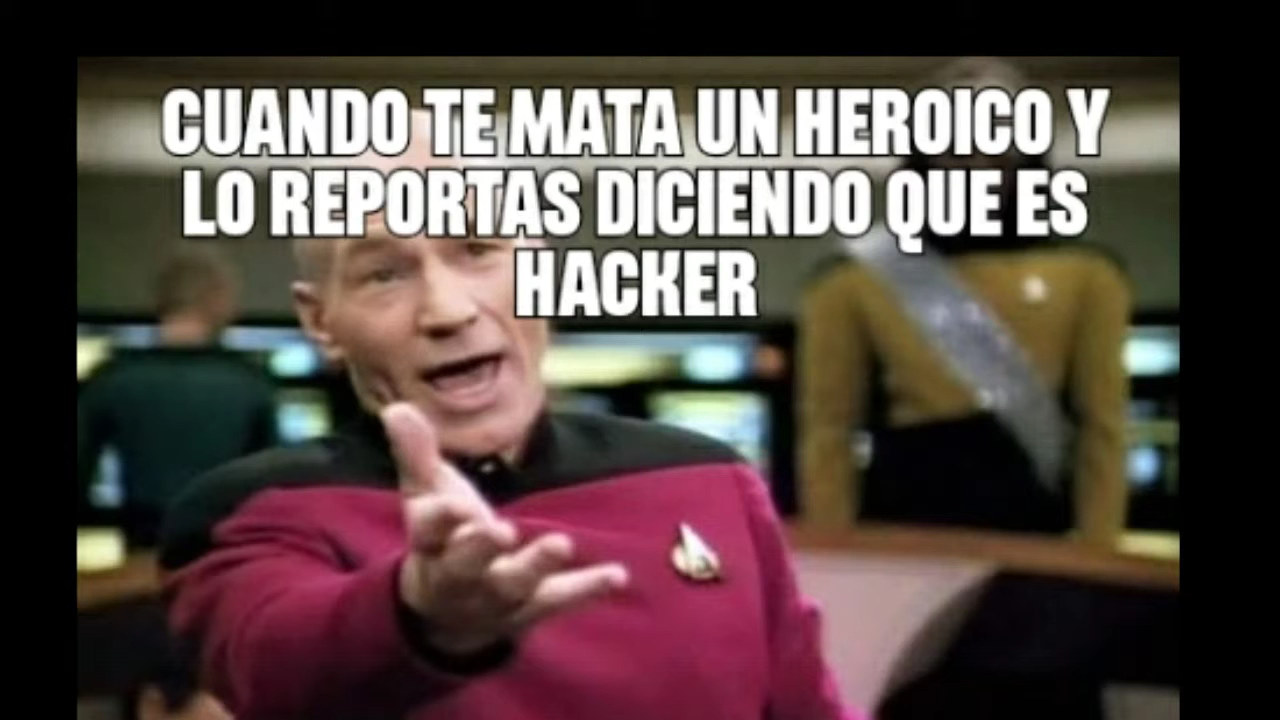 CUANDO TE MATA UN HEROICO Y
LO REPORTAS DICIENDO QUE ES
HACKER